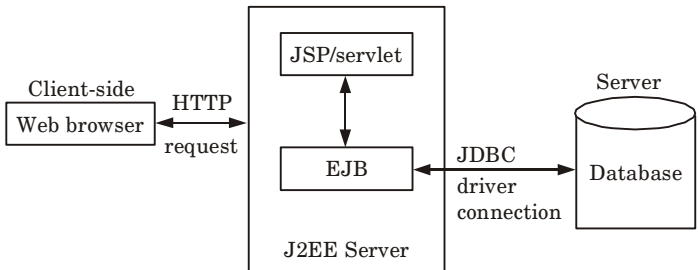 Client-side
Web browser
HTTP
request
JSP/servlet
EJB
J2EE Server
JDBC
driver
connection
Server
Database